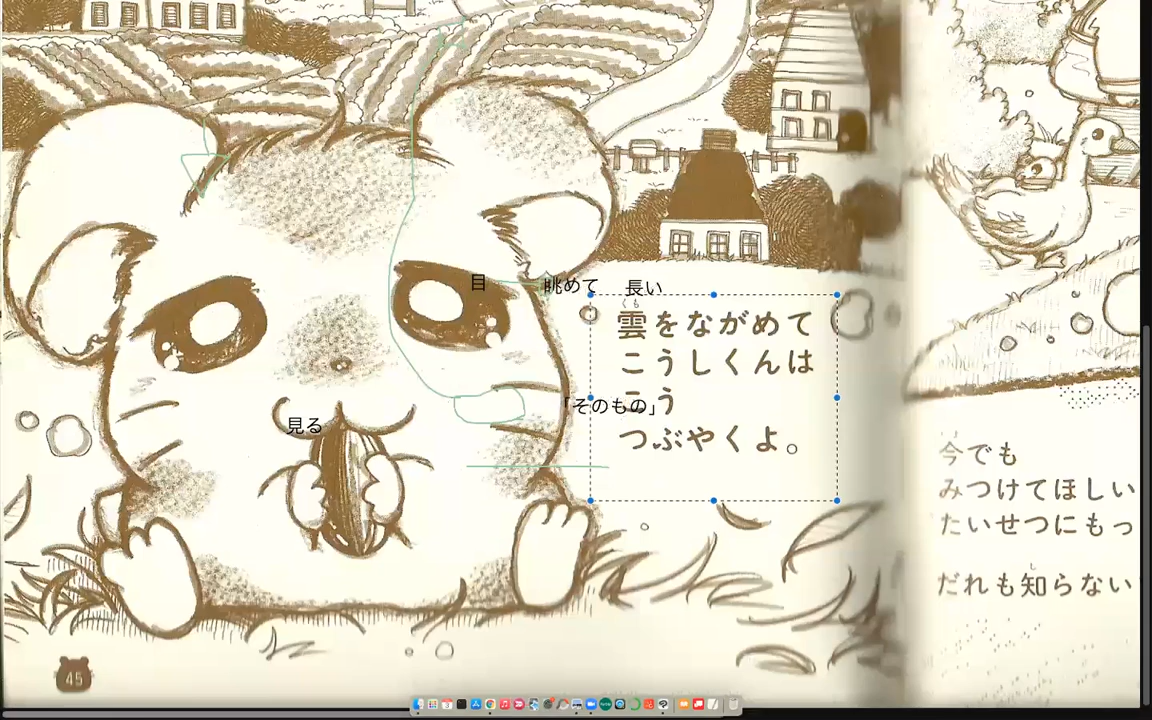 目
眺めて
長い
くも
雲をながめて
こうしくんは
こう
「そのもの」
つぶやくよ。
見る
45
今でも
みつけてほしい
たいせつにもっ
し
だれも知らない